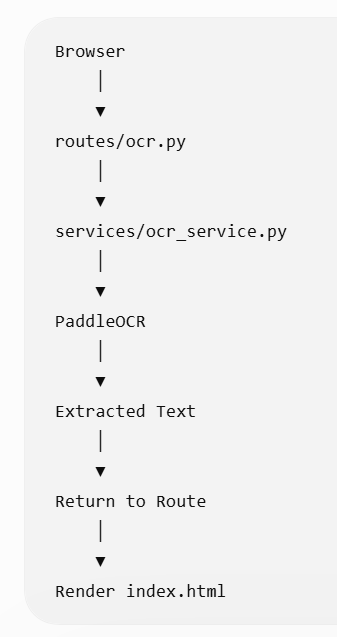 Browser
│
▼
routes/ocr.py
│
▼
services/ocr_service.py
│
▼
PaddleOCR
│
▼
Extracted Text
│
▼
Return to Route
│
▼
Render index.html